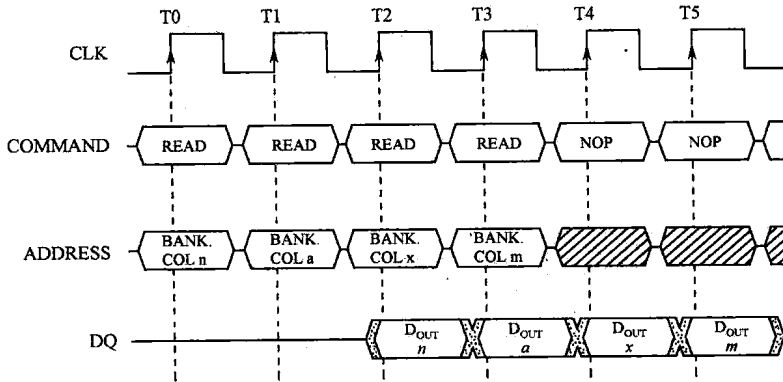 T0 T1 T2 T3 T4 T5
CLK
COMMAND READ READ READ READ NOP NOP
ADDRESS BANK. BANK. BANK. BANK.
COL n COL a COL x COL m
DQ DOUT DOUT DOUT DOUT
n a x m